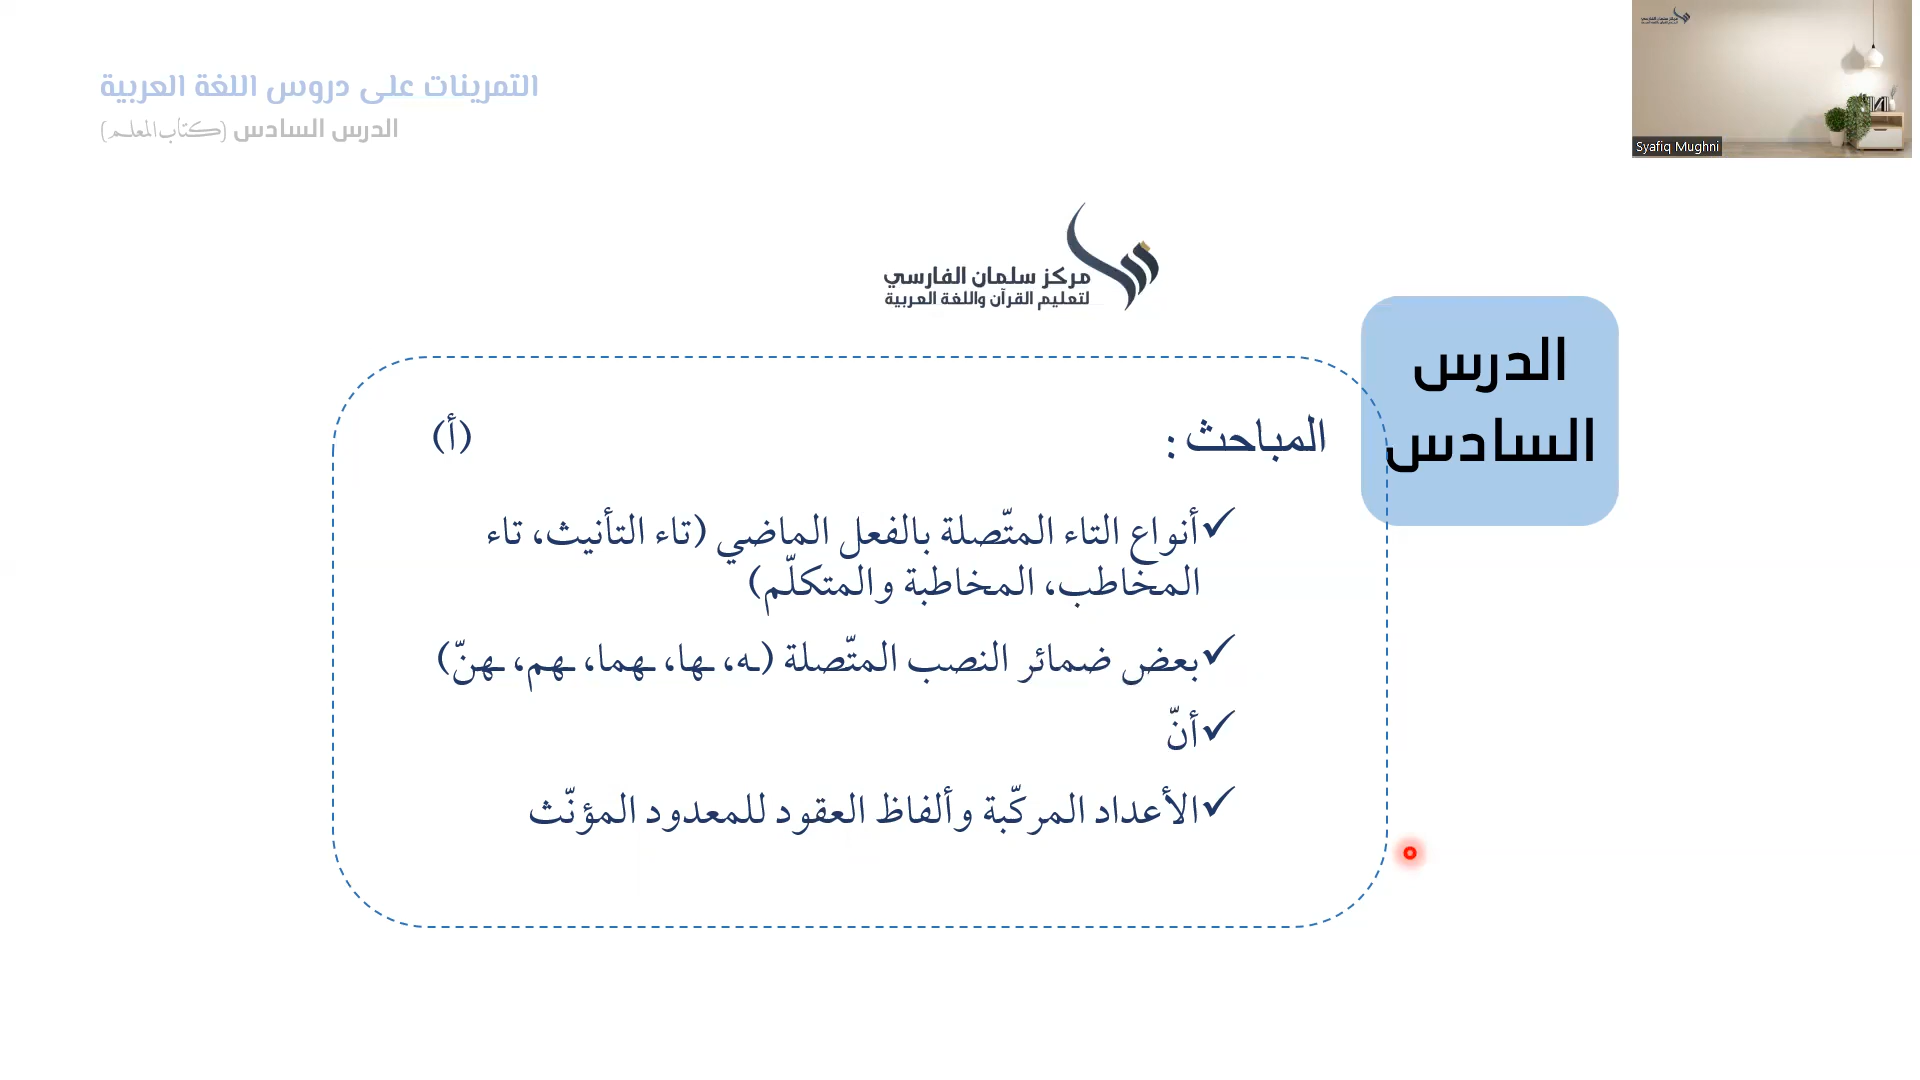 التمرينات على دروس اللغة العربية
الدرس السادس (كتاب المعلم)
Syafiq Mughni
مركز سلمان الفارسي
لتعليم القرآن واللغة العربية
الدرس
السادس
المباحث : (أ)
✓أنواع التاء المتّصلة بالفعل الماضي (تاء التأنيث، تاء
المخاطب، المخاطبة والمتكلّم)
✓بعض ضمائر النصب المتّصلة (ـه، ـها، ـهما، ـهم، ـهنّ)
✓أنّ
✓الأعداد المركّبة وألفاظ العقود للمعدود المؤنّث